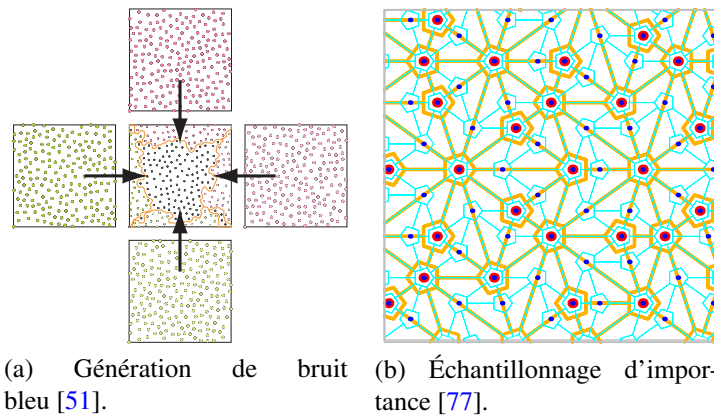 (a) Génération de bruit
bleu [51].
(b) Échantillonnage d'impor-
tance [77].